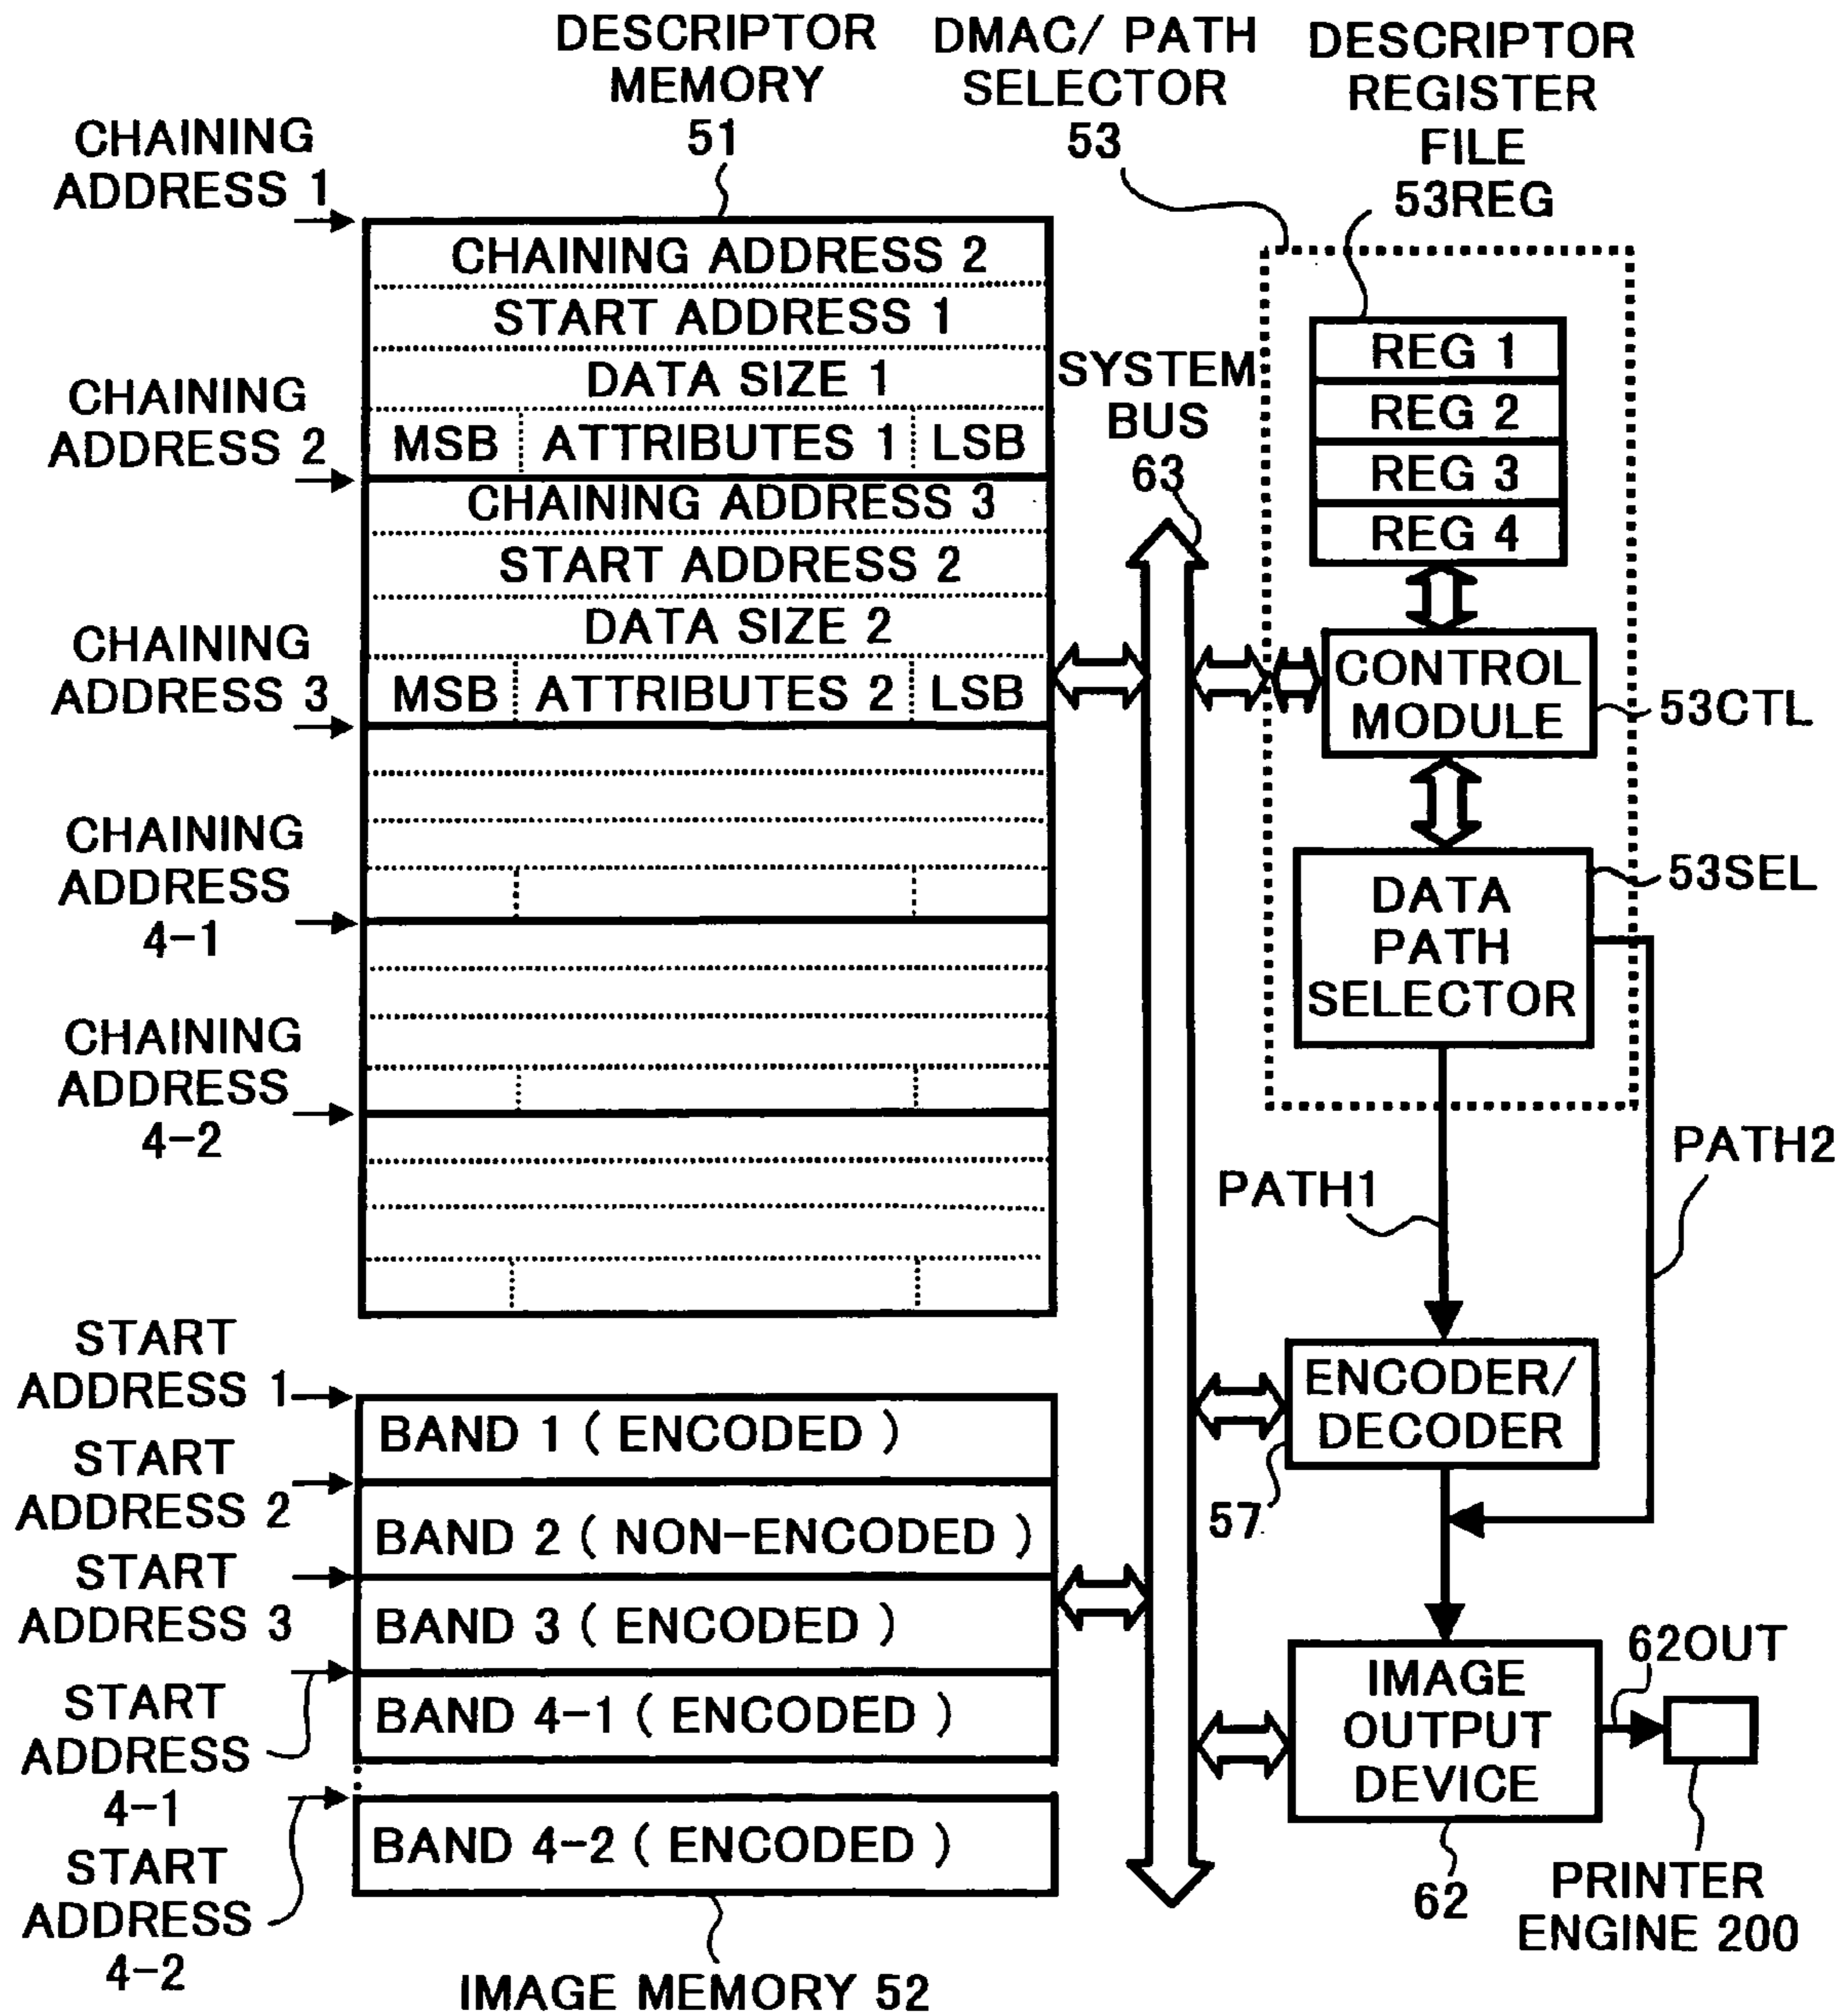 DESCRIPTOR
MEMORY
51
DMAC/ PATH
SELECTOR
53
DESCRIPTOR
REGISTER
FILE
53REG
CHAINING
ADDRESS 1
CHAINING ADDRESS 2
START ADDRESS 1
DATA SIZE 1
MSB ATTRIBUTES 1 LSB
CHAINING
ADDRESS 2
CHAINING ADDRESS 3
START ADDRESS 2
DATA SIZE 2
MSB ATTRIBUTES 2 LSB
CHAINING
ADDRESS 3
CHAINING
ADDRESS
4-1
CHAINING
ADDRESS
4-2
SYSTEM
BUS
63
REG 1
REG 2
REG 3
REG 4
CONTROL
MODULE
53CTL
DATA
PATH
SELECTOR
53SEL
PATH1
PATH2
START
ADDRESS 1
START
ADDRESS 2
START
ADDRESS 3
START
ADDRESS
4-1
START
ADDRESS
4-2
BAND 1 ( ENCODED )
BAND 2 ( NON-ENCODED )
BAND 3 ( ENCODED )
BAND 4-1 ( ENCODED )
BAND 4-2 ( ENCODED )
IMAGE MEMORY 52
ENCODER/
DECODER
57
IMAGE
OUTPUT
DEVICE
62
62OUT
PRINTER
ENGINE 200